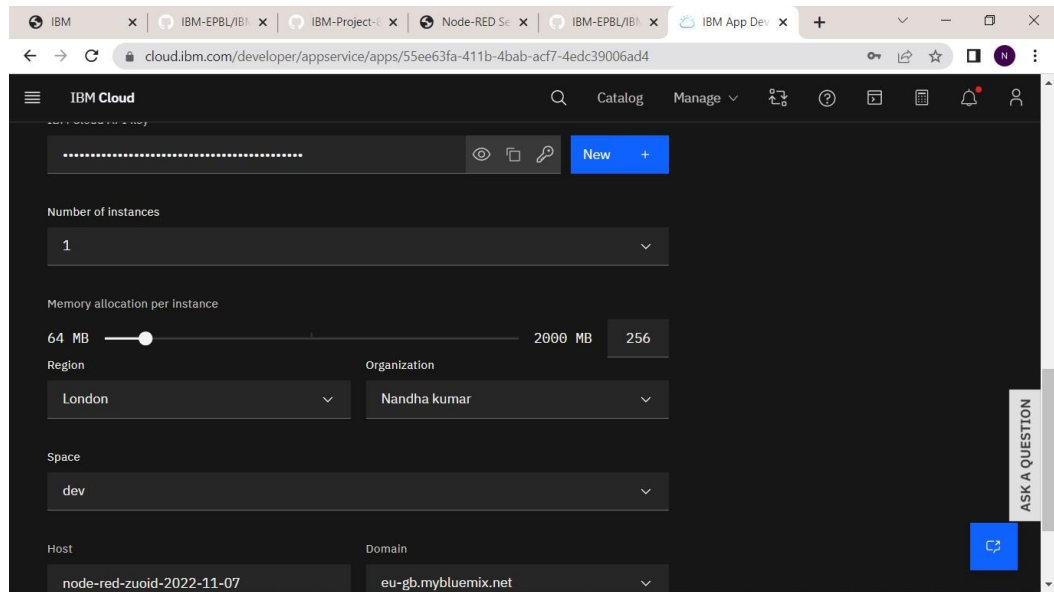 IBM
IBM-EPBL/IBM
IBM-Project-
Node-RED Se
IBM-EPBL/IBM
IBM App Dev
cloud.ibm.com/developer/appservice/apps/55ee63fa-411b-4bab-acf7-4edc39006ad4
N
IBM Cloud
Catalog
Manage
New +
Number of instances
1
Memory allocation per instance
64 MB
2000 MB
256
Region
Organization
London
Nandha kumar
Space
dev
ASK A QUESTION
Host
Domain
node-red-zuoid-2022-11-07
eu-gb.mybluemix.net